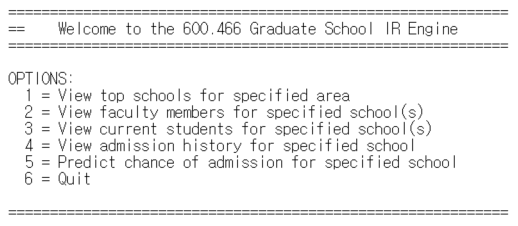 ============================================================
==    Welcome to the 600.466 Graduate School IR Engine
============================================================
OPTIONS:
  1 = View top schools for specified area
  2 = View faculty members for specified school(s)
  3 = View current students for specified school(s)
  4 = View admission history for specified school
  5 = Predict chance of admission for specified school
  6 = Quit
============================================================